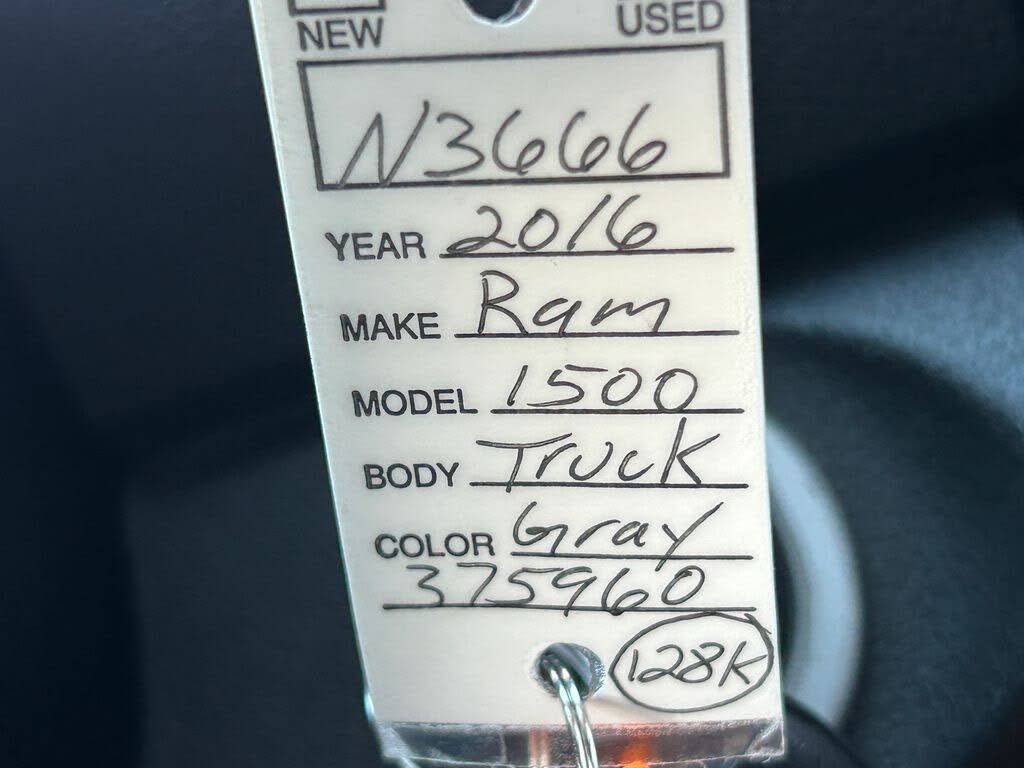 NEW USED
N3666
YEAR 2016
MAKE Ram
MODEL 1500
BODY Truck
COLOR Gray
375960
128K